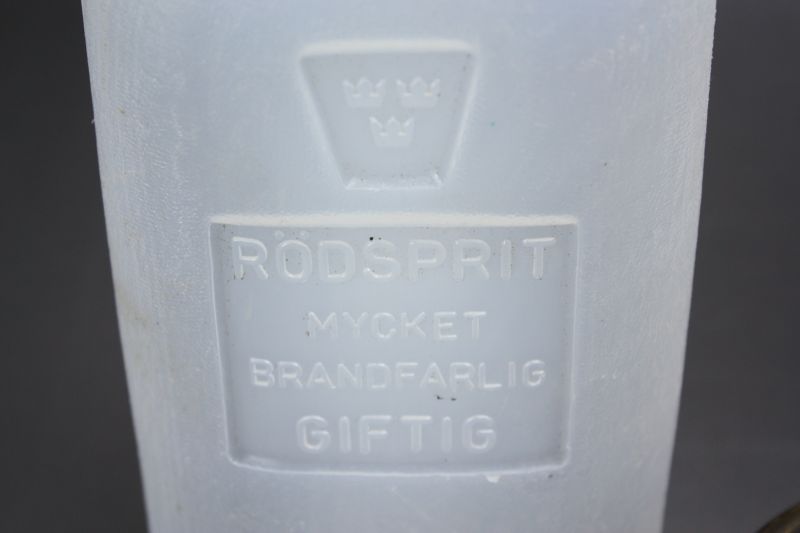 RÖDSPRIT
MYCKET
BRANDFARLIG
GIFTIG